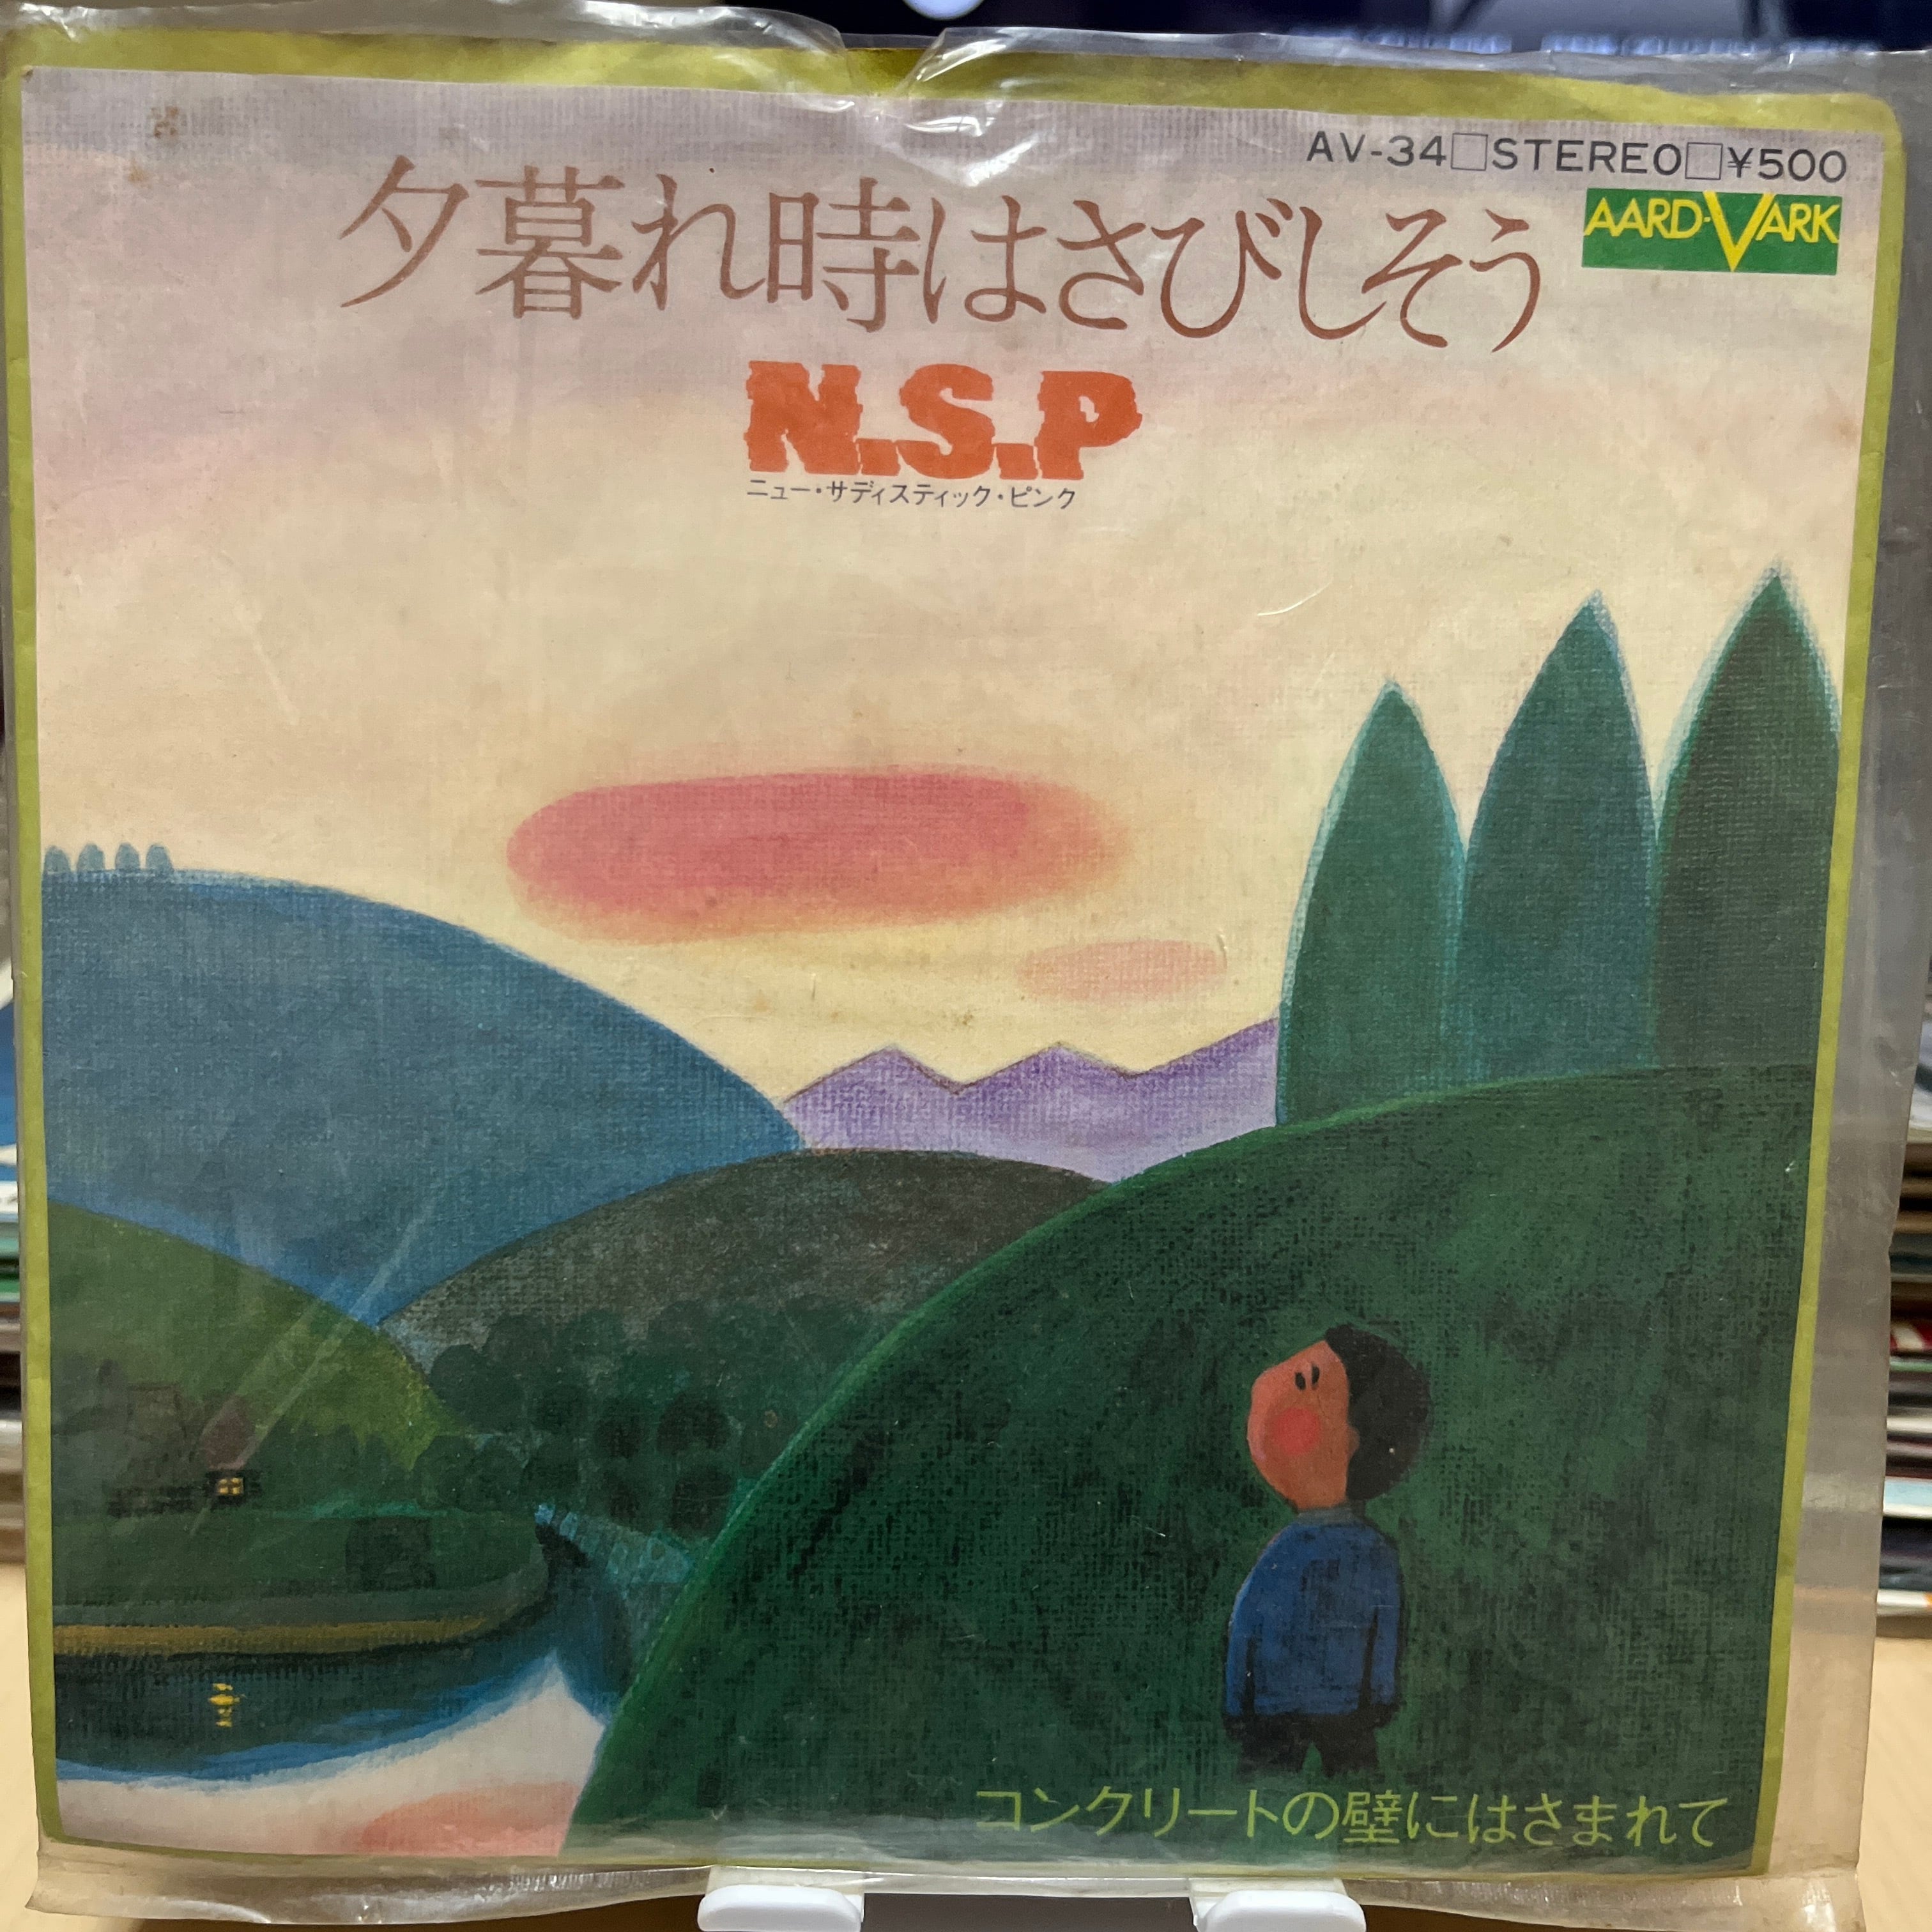 AV-34□STEREO□¥500
AARD-VARK
夕暮れ時はさびしそう
N.S.P
ニュー・サディスティック・ピンク
コンクリートの壁にはさまれて